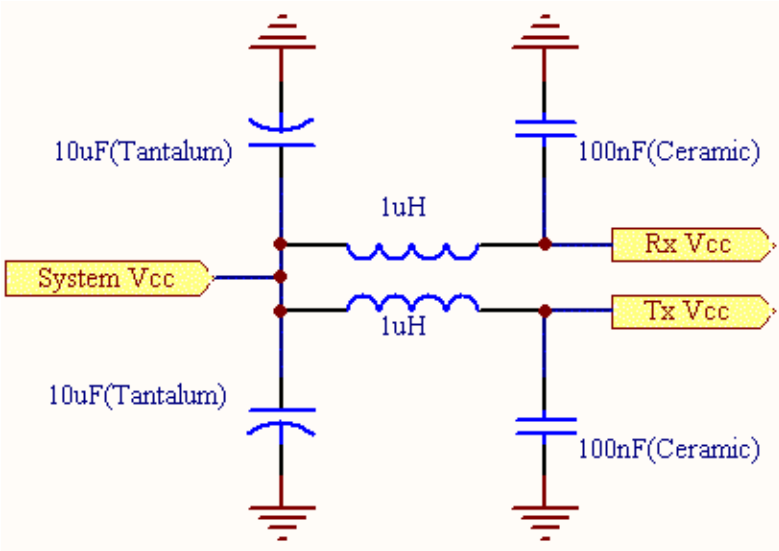 10uF(Tantalum)
100nF(Ceramic)
1uH
Rx Vcc
System Vcc
Tx Vcc
1uH
10uF(Tantalum)
100nF(Ceramic)